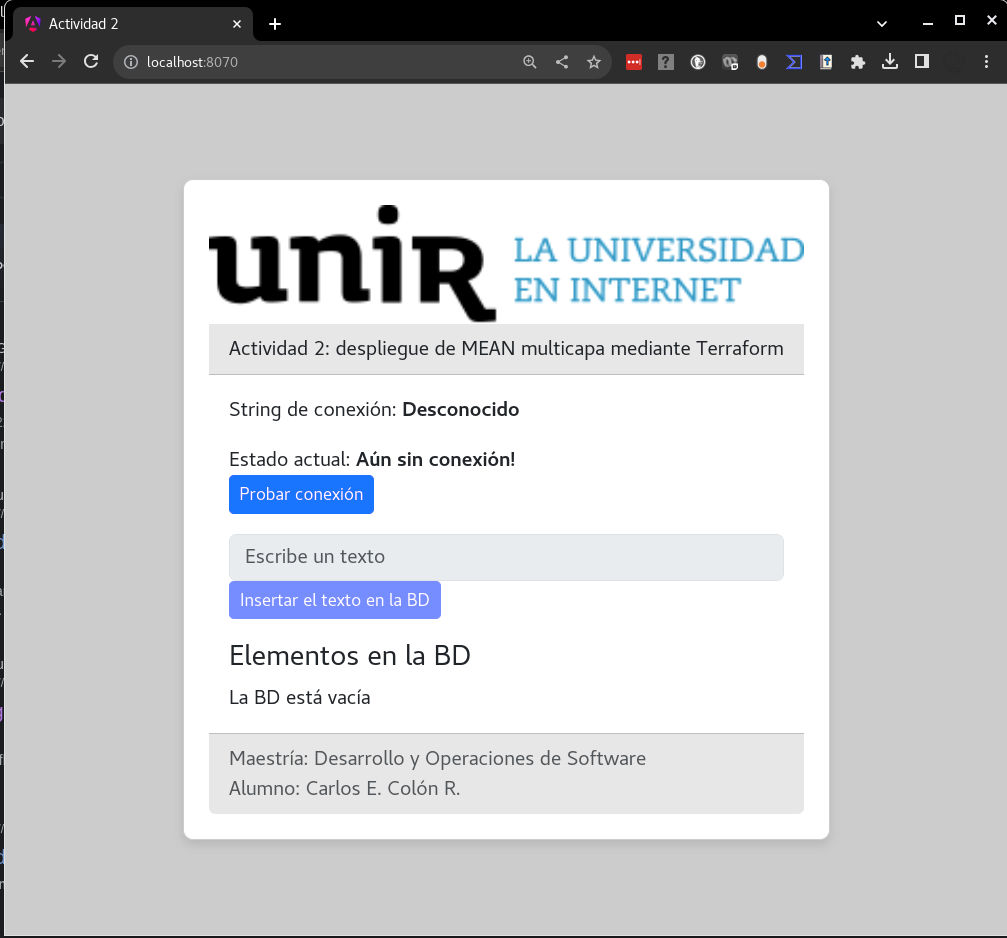 Actividad 2
localhost:8070
unir LA UNIVERSIDAD
EN INTERNET
Actividad 2: despliegue de MEAN multicapa mediante Terraform
String de conexión: Desconocido
Estado actual: Aún sin conexión!
Probar conexión
Escribe un texto
Insertar el texto en la BD
Elementos en la BD
La BD está vacía
Maestría: Desarrollo y Operaciones de Software
Alumno: Carlos E. Colón R.